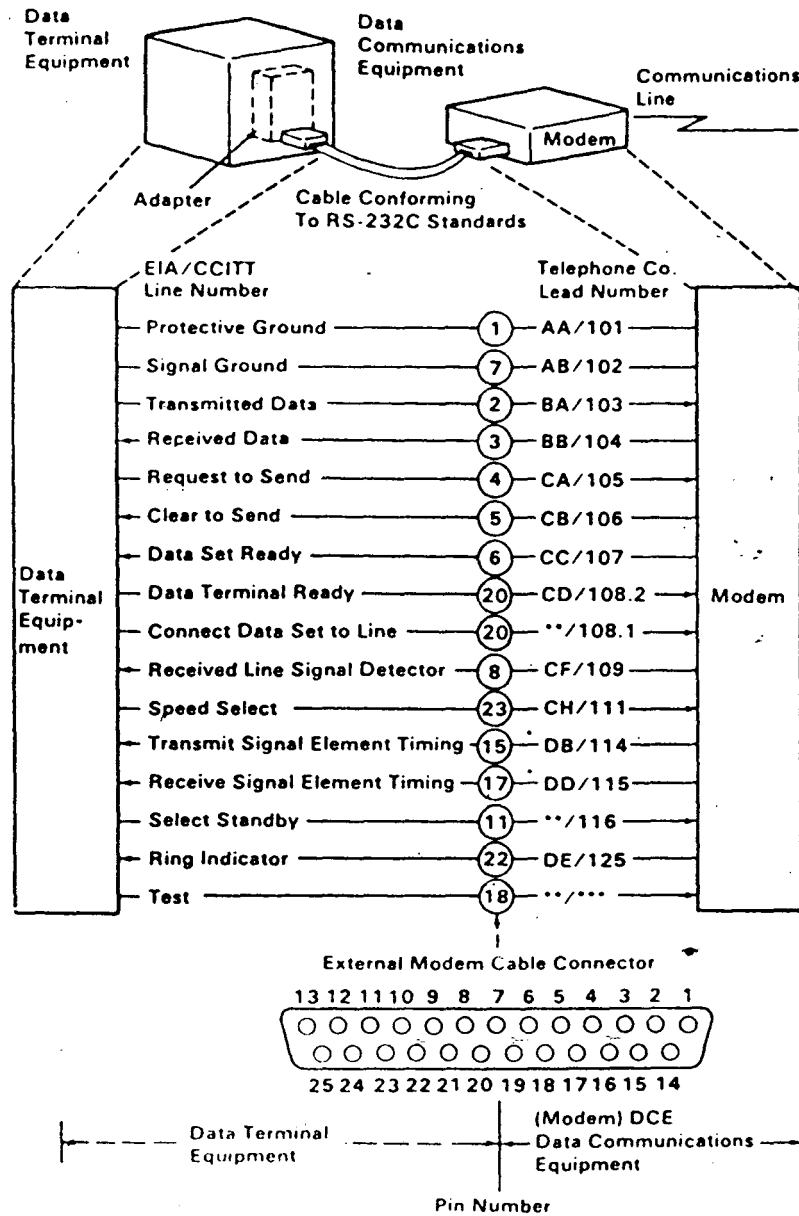 Data
Terminal
Equipment
Data
Communications
Equipment
Communications
Line
Modem
Adapter
Cable Conforming
To RS-232C Standards
EIA/CCITT
Line Number
Telephone Co.
Lead Number
Protective Ground 1 AA/101
Signal Ground 7 AB/102
Transmitted Data 2 BA/103
Received Data 3 BB/104
Request to Send 4 CA/105
Clear to Send 5 CB/106
Data Set Ready 6 CC/107
Data Terminal Ready 20 CD/108.2
Connect Data Set to Line 20 **/108.1
Received Line Signal Detector 8 CF/109
Speed Select 23 CH/111
Transmit Signal Element Timing 15 DB/114
Receive Signal Element Timing 17 DD/115
Select Standby 11 **/116
Ring Indicator 22 DE/125
Test 18 **/***
Data
Terminal
Equip-
ment
Modem
External Modem Cable Connector
13 12 11 10 9 8 7 6 5 4 3 2 1
25 24 23 22 21 20 19 18 17 16 15 14
Data Terminal
Equipment
(Modem) DCE
Data Communications
Equipment
Pin Number